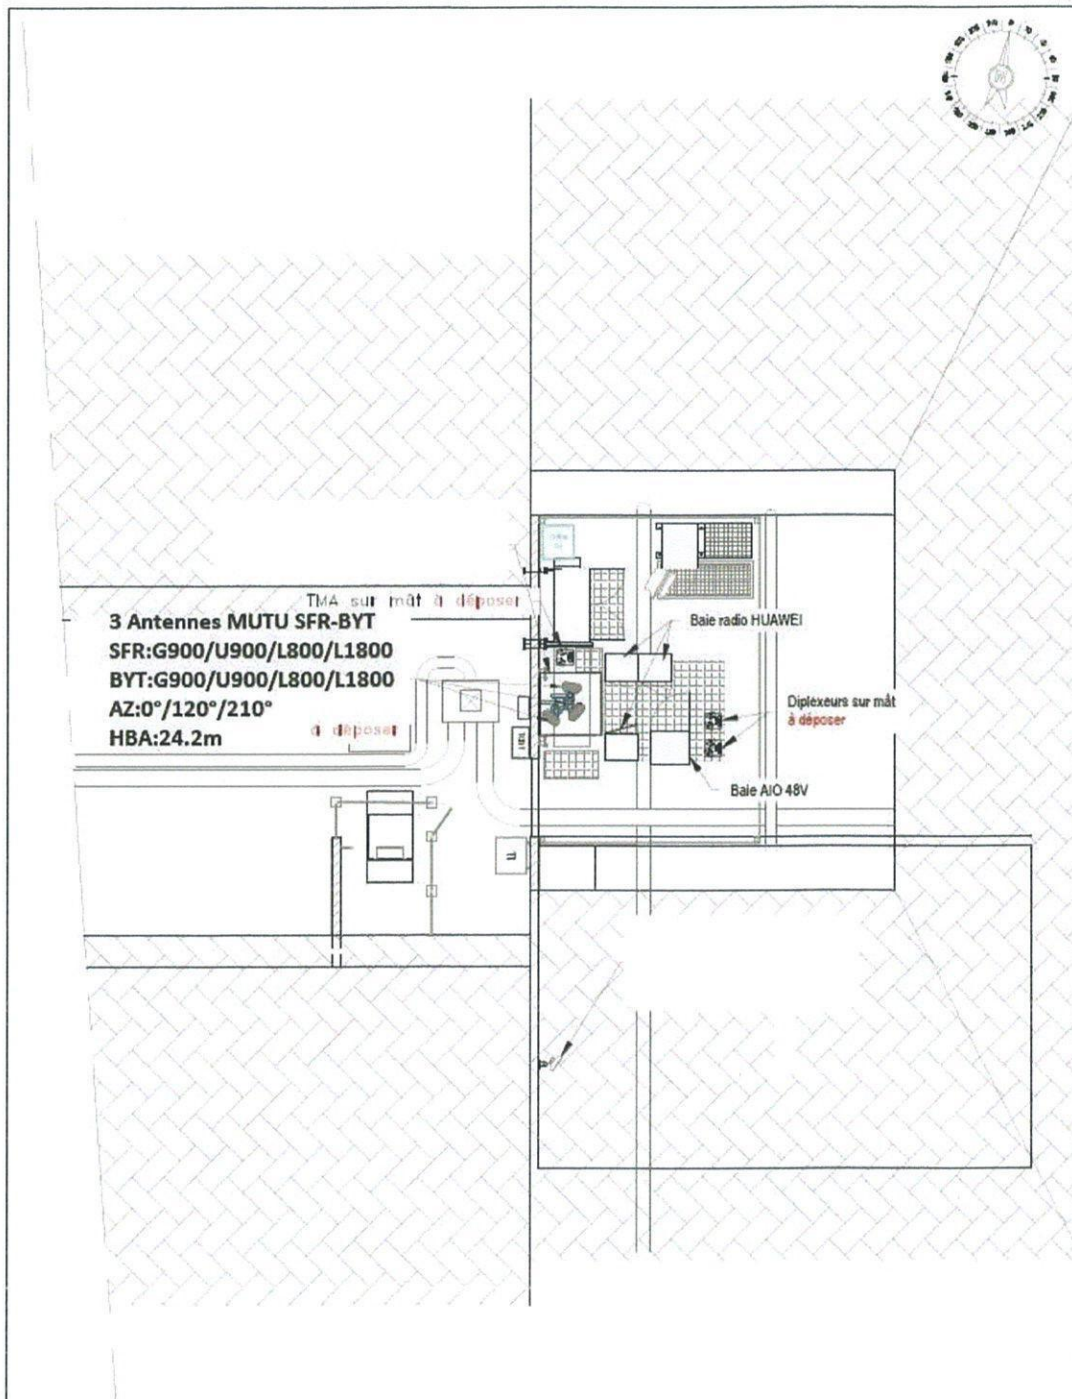 TMA sur mât à déposer
3 Antennes MUTU SFR-BYT
SFR:G900/U900/L800/L1800
BYT:G900/U900/L800/L1800
AZ:0°/120°/210°
HBA:24.2m
à déposer
Baie radio HUAWEI
Diplexeurs sur mât
à déposer
Baie AIO 48V